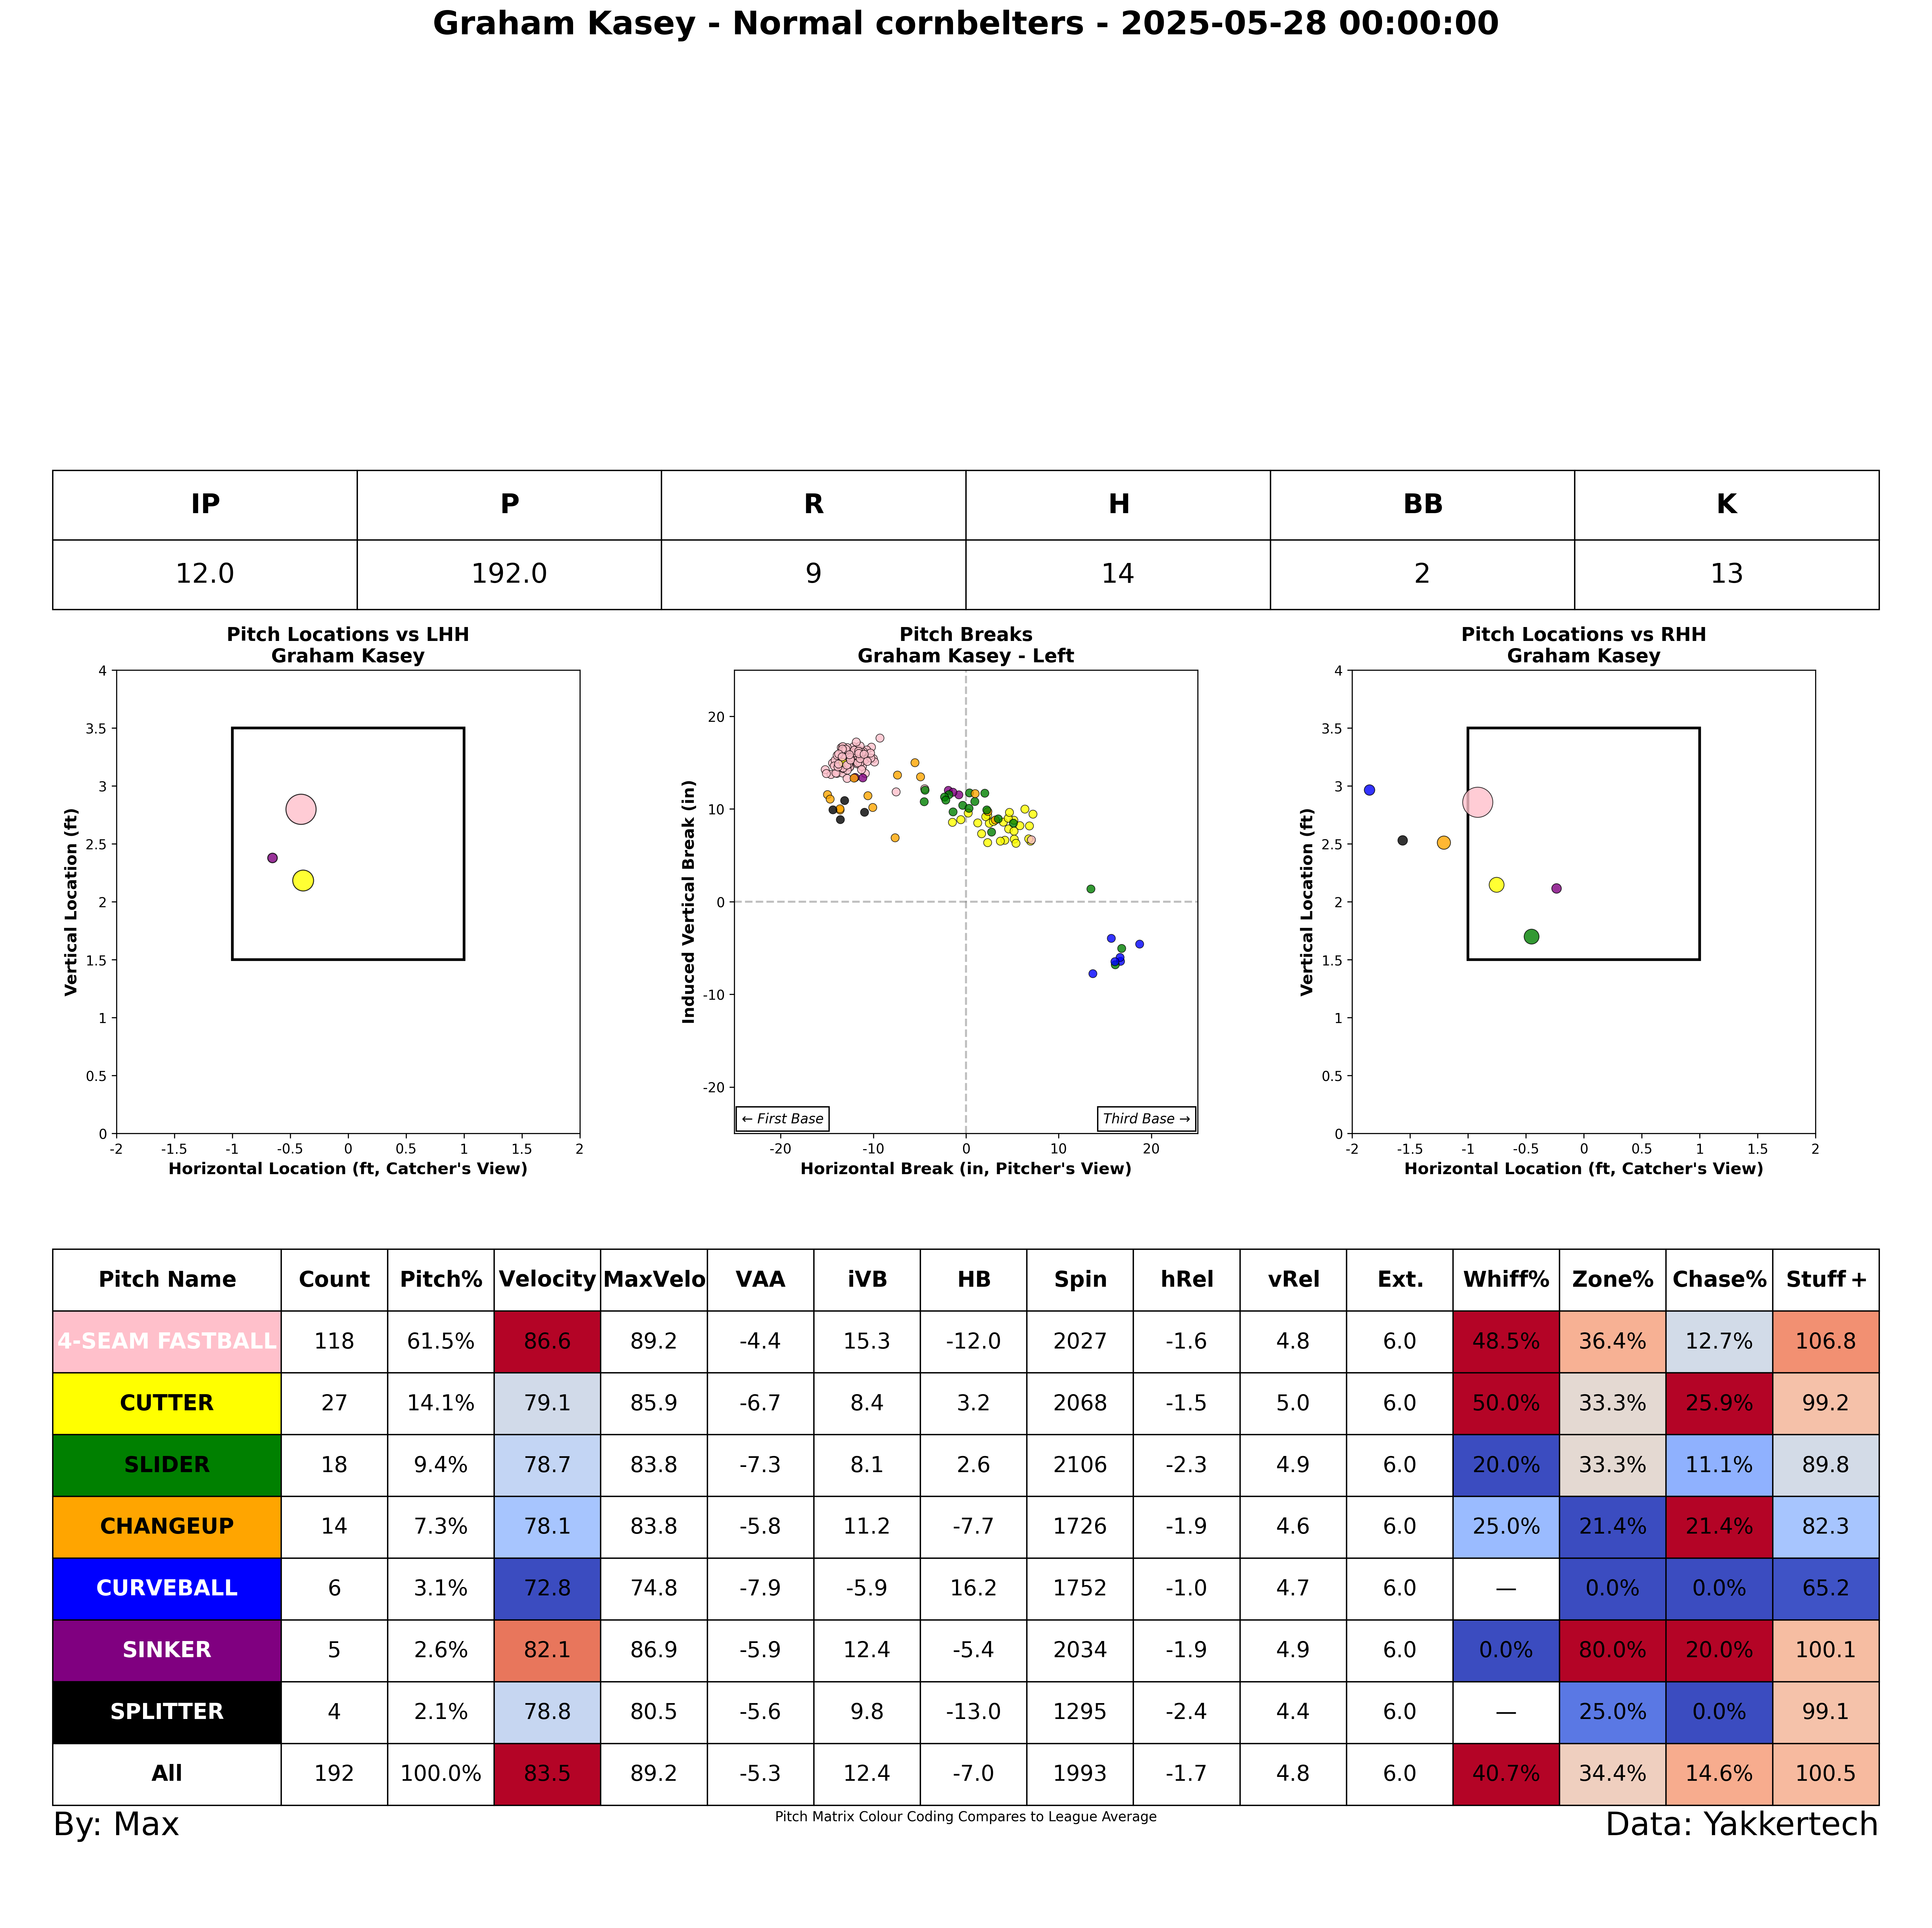 Graham Kasey - Normal cornbelters - 2025-05-28 00:00:00
IP P R H BB K
12.0 192.0 9 14 2 13
Pitch Locations vs LHH
Graham Kasey
Vertical Location (ft)
4
3.5
3
2.5
2
1.5
1
0.5
0
-2 -1.5 -1 -0.5 0 0.5 1 1.5 2
Horizontal Location (ft, Catcher's View)
Pitch Breaks
Graham Kasey - Left
Induced Vertical Break (in)
20
10
0
-10
-20
← First Base
Third Base →
-20 -10 0 10 20
Horizontal Break (in, Pitcher's View)
Pitch Locations vs RHH
Graham Kasey
Vertical Location (ft)
4
3.5
3
2.5
2
1.5
1
0.5
0
-2 -1.5 -1 -0.5 0 0.5 1 1.5 2
Horizontal Location (ft, Catcher's View)
Pitch Name Count Pitch% Velocity MaxVelo VAA iVB HB Spin hRel vRel Ext. Whiff% Zone% Chase% Stuff+
4-SEAM FASTBALL 118 61.5% 86.6 89.2 -4.4 15.3 -12.0 2027 -1.6 4.8 6.0 48.5% 36.4% 12.7% 106.8
CUTTER 27 14.1% 79.1 85.9 -6.7 8.4 3.2 2068 -1.5 5.0 6.0 50.0% 33.3% 25.9% 99.2
SLIDER 18 9.4% 78.7 83.8 -7.3 8.1 2.6 2106 -2.3 4.9 6.0 20.0% 33.3% 11.1% 89.8
CHANGEUP 14 7.3% 78.1 83.8 -5.8 11.2 -7.7 1726 -1.9 4.6 6.0 25.0% 21.4% 21.4% 82.3
CURVEBALL 6 3.1% 72.8 74.8 -7.9 -5.9 16.2 1752 -1.0 4.7 6.0 — 0.0% 0.0% 65.2
SINKER 5 2.6% 82.1 86.9 -5.9 12.4 -5.4 2034 -1.9 4.9 6.0 0.0% 80.0% 20.0% 100.1
SPLITTER 4 2.1% 78.8 80.5 -5.6 9.8 -13.0 1295 -2.4 4.4 6.0 — 25.0% 0.0% 99.1
All 192 100.0% 83.5 89.2 -5.3 12.4 -7.0 1993 -1.7 4.8 6.0 40.7% 34.4% 14.6% 100.5
By: Max
Pitch Matrix Colour Coding Compares to League Average
Data: Yakkertech